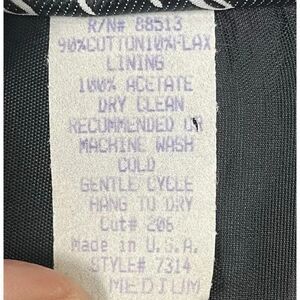 R/N# 88513
90%COTTON10%FLAX
LINING
100% ACETATE
DRY CLEAN
RECOMMENDED OR
MACHINE WASH
COLD
GENTLE CYCLE
HANG TO DRY
Cut# 206
Made in U.S.A.
STYLE# 7314
MEDIUM